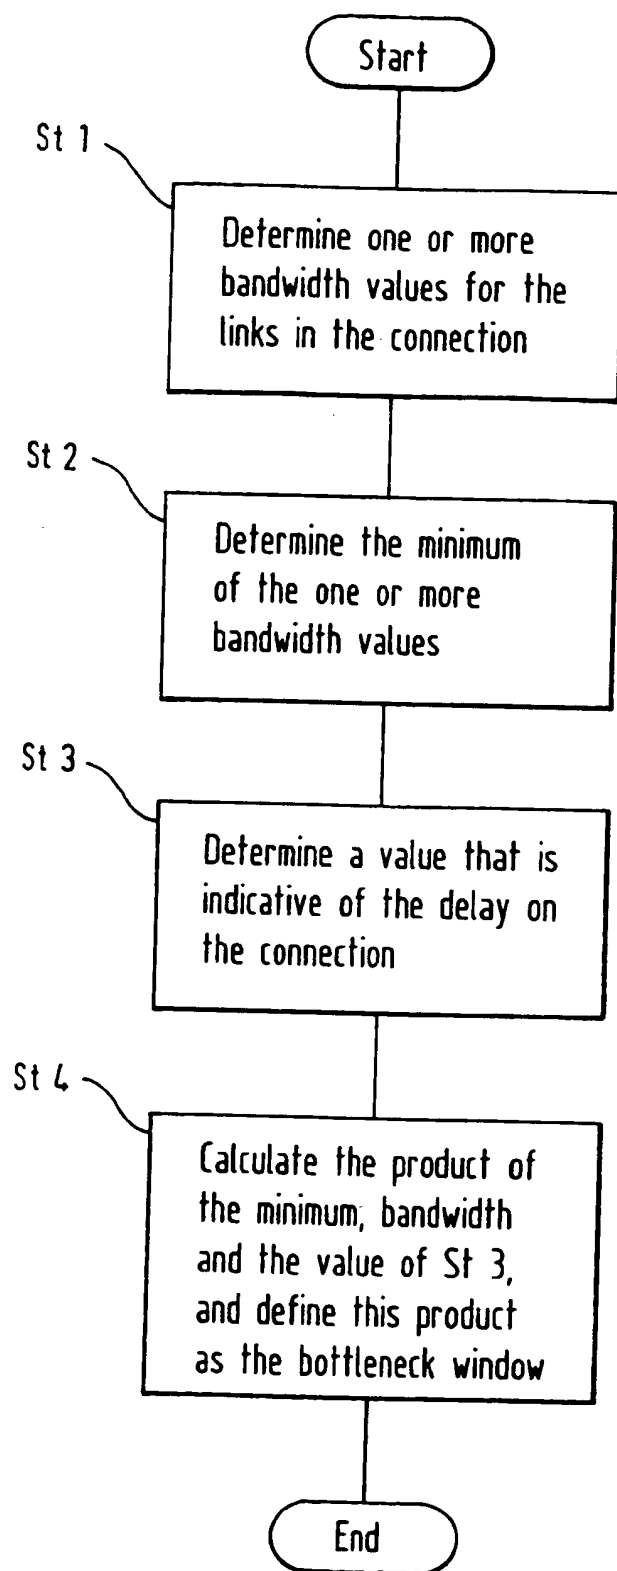 Start
St 1
Determine one or more
bandwidth values for the
links in the connection
St 2
Determine the minimum
of the one or more
bandwidth values
St 3
Determine a value that is
indicative of the delay on
the connection
St 4
Calculate the product of
the minimum, bandwidth
and the value of St 3,
and define this product
as the bottleneck window
End